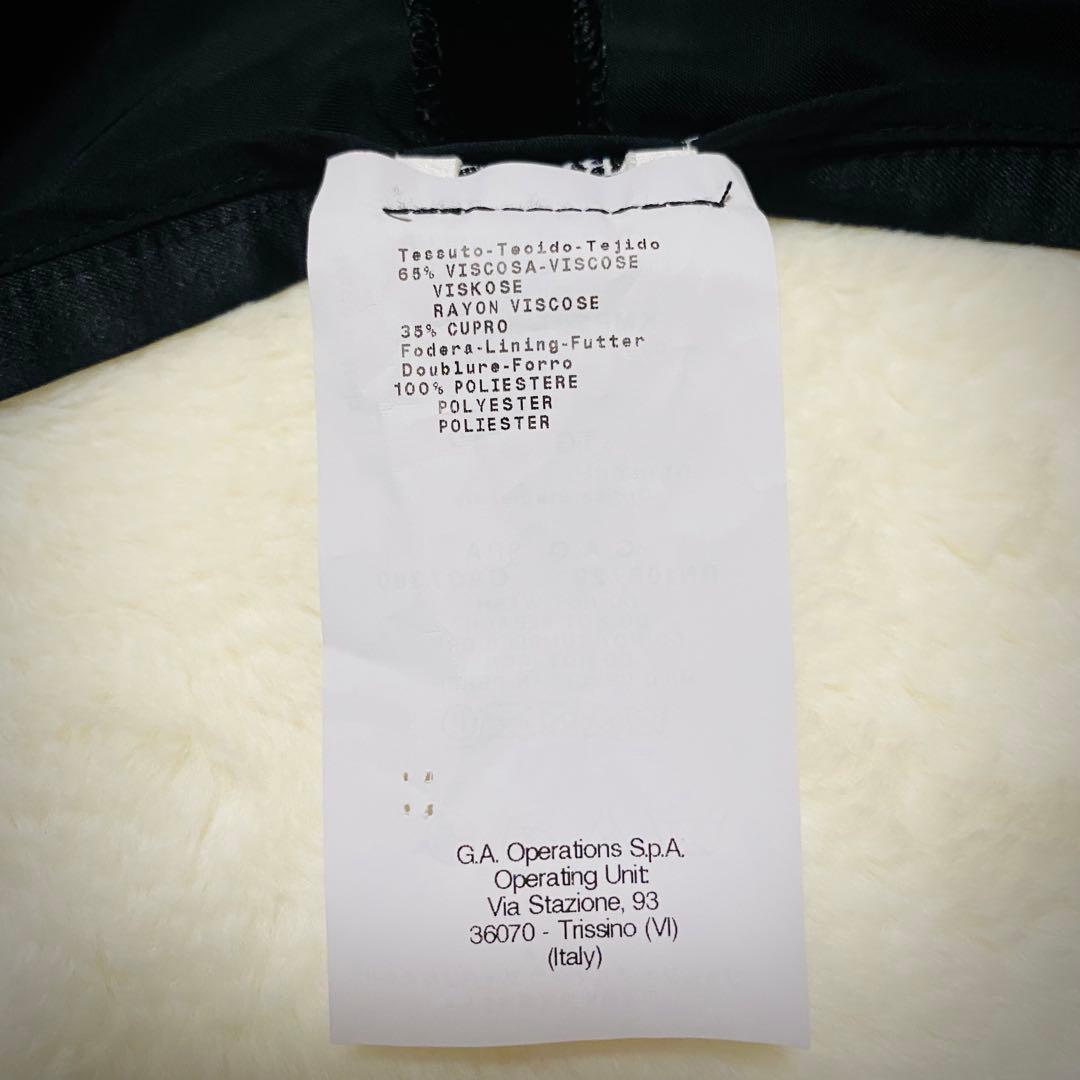 Tessuto-Tecido-Tejido
65% VISCOSA-VISCOSE
VISKOSE
RAYON VISCOSE
35% CUPRO
Fodera-Lining-Futter
Doublure-Forro
100% POLIESTERE
POLYESTER
POLIESTER
G.A. Operations S.p.A.
Operating Unit:
Via Stazione, 93
36070 - Trissino (VI)
(Italy)